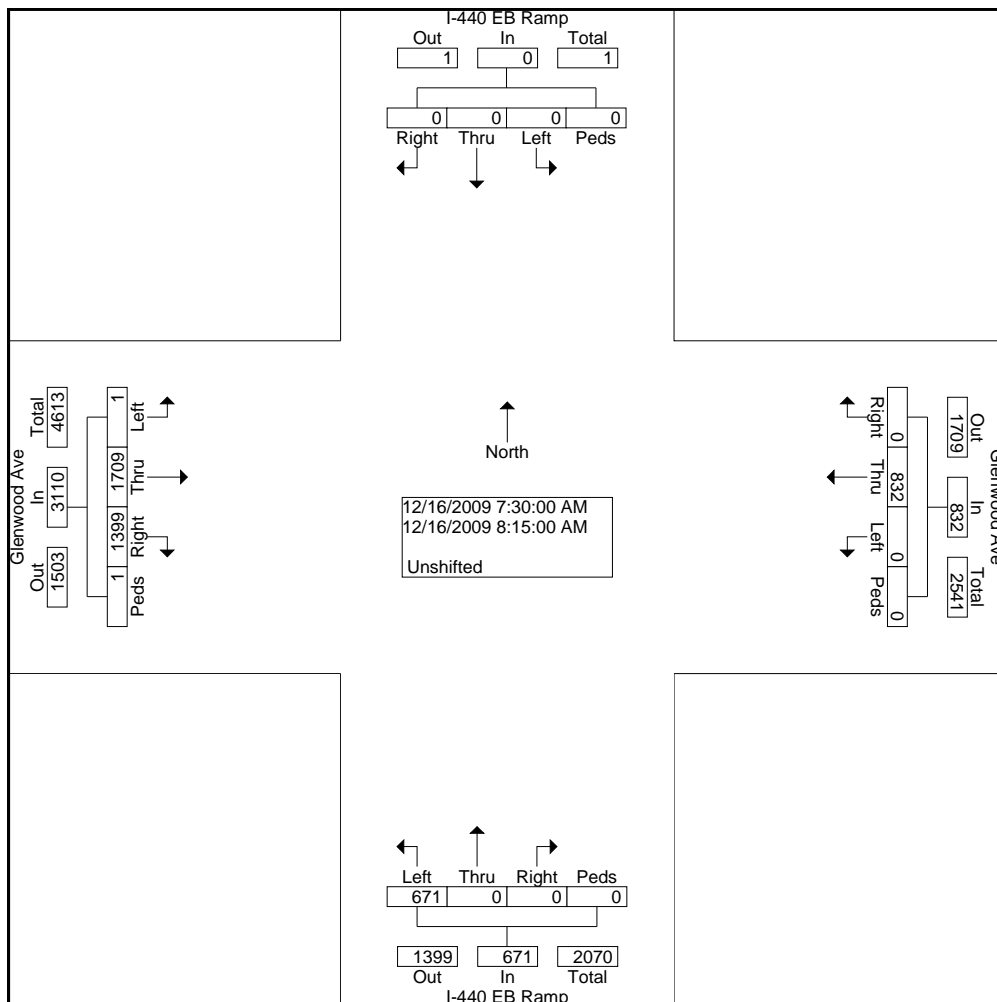 I-440 EB Ramp
Out In Total
1 0 1
0 0 0 0
Right Thru Left Peds
Glenwood Ave
Total In Out
4613 3110 1503
1 1709 1399 1
Left Thru Right Peds
North
12/16/2009 7:30:00 AM
12/16/2009 8:15:00 AM
Unshifted
Right Thru Left Peds
0 832 0 0
1709 832 2541
Out In Total
Glenwood Ave
Left Thru Right Peds
671 0 0 0
1399 671 2070
Out In Total
I-440 EB Ramp